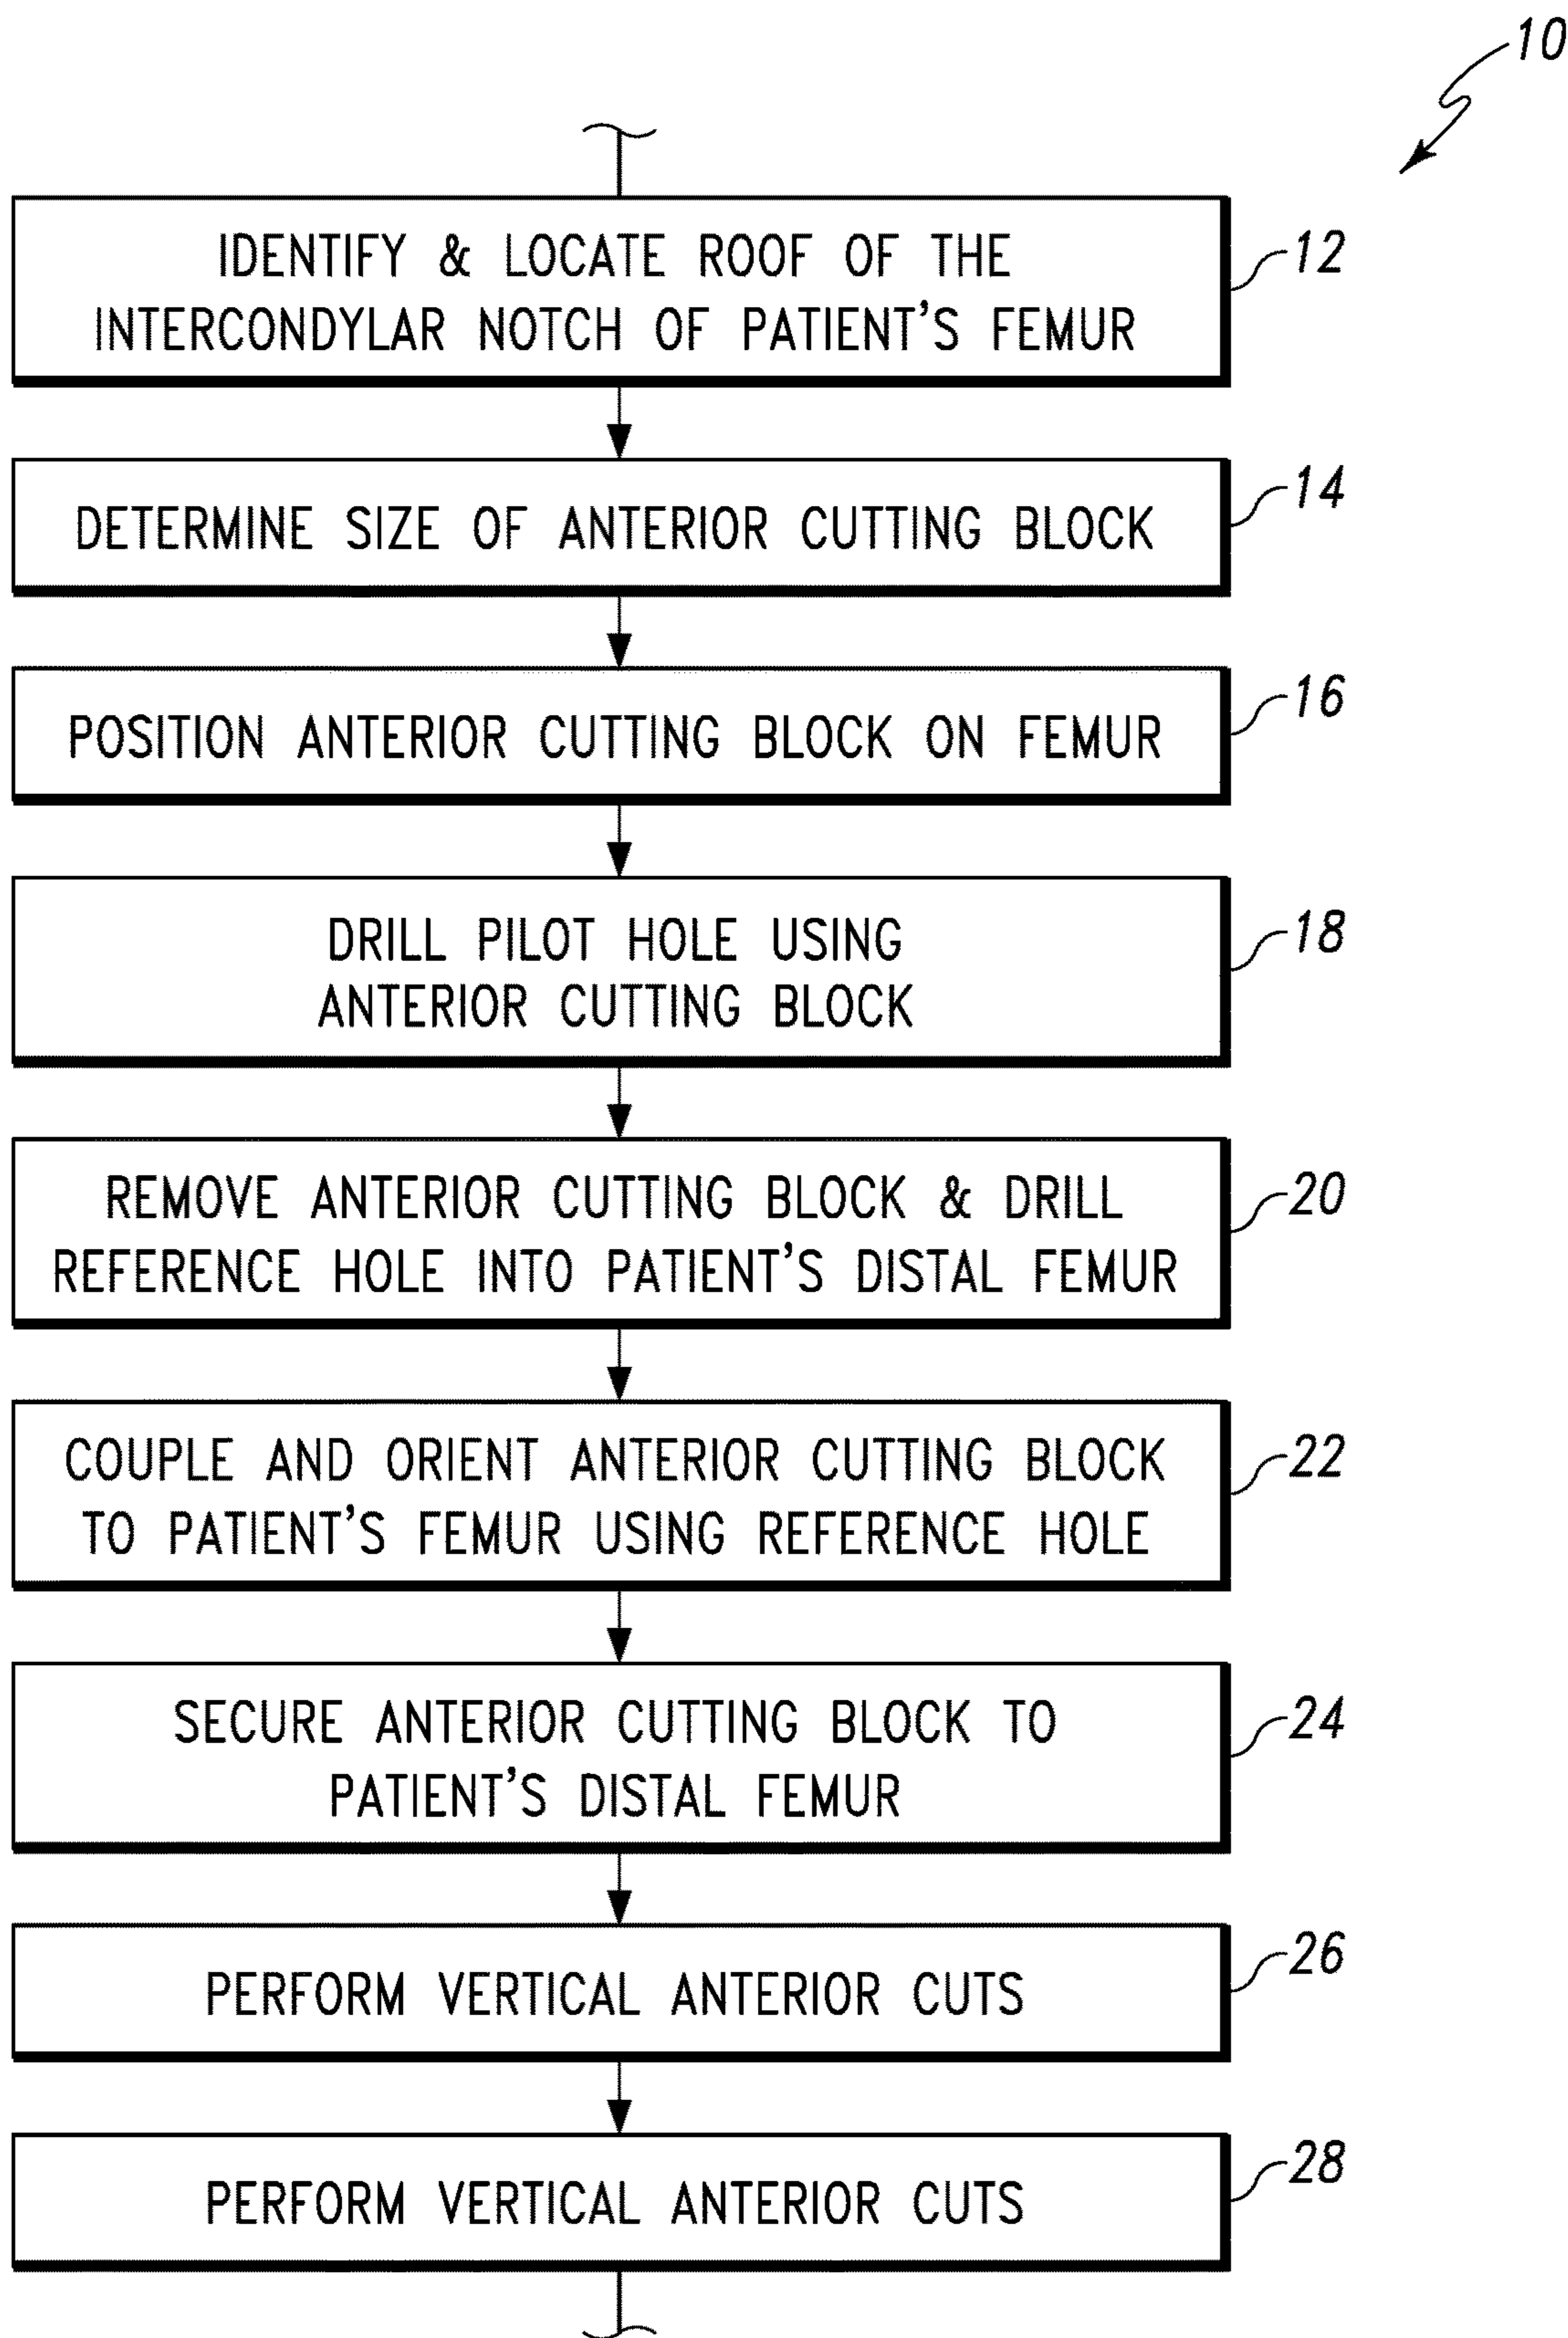 10
IDENTIFY & LOCATE ROOF OF THE
INTERCONDYLAR NOTCH OF PATIENT'S FEMUR
12
DETERMINE SIZE OF ANTERIOR CUTTING BLOCK
14
POSITION ANTERIOR CUTTING BLOCK ON FEMUR
16
DRILL PILOT HOLE USING
ANTERIOR CUTTING BLOCK
18
REMOVE ANTERIOR CUTTING BLOCK & DRILL
REFERENCE HOLE INTO PATIENT'S DISTAL FEMUR
20
COUPLE AND ORIENT ANTERIOR CUTTING BLOCK
TO PATIENT'S FEMUR USING REFERENCE HOLE
22
SECURE ANTERIOR CUTTING BLOCK TO
PATIENT'S DISTAL FEMUR
24
PERFORM VERTICAL ANTERIOR CUTS
26
PERFORM VERTICAL ANTERIOR CUTS
28